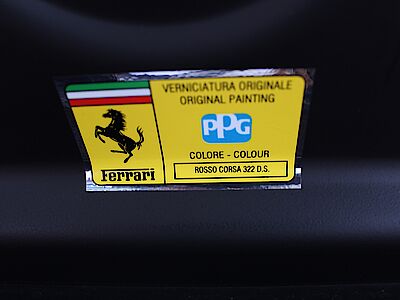 VERNICIATURA ORIGINALE
ORIGINAL PAINTING
PPG
COLORE - COLOUR
ROSSO CORSA 322 D.S.
Ferrari